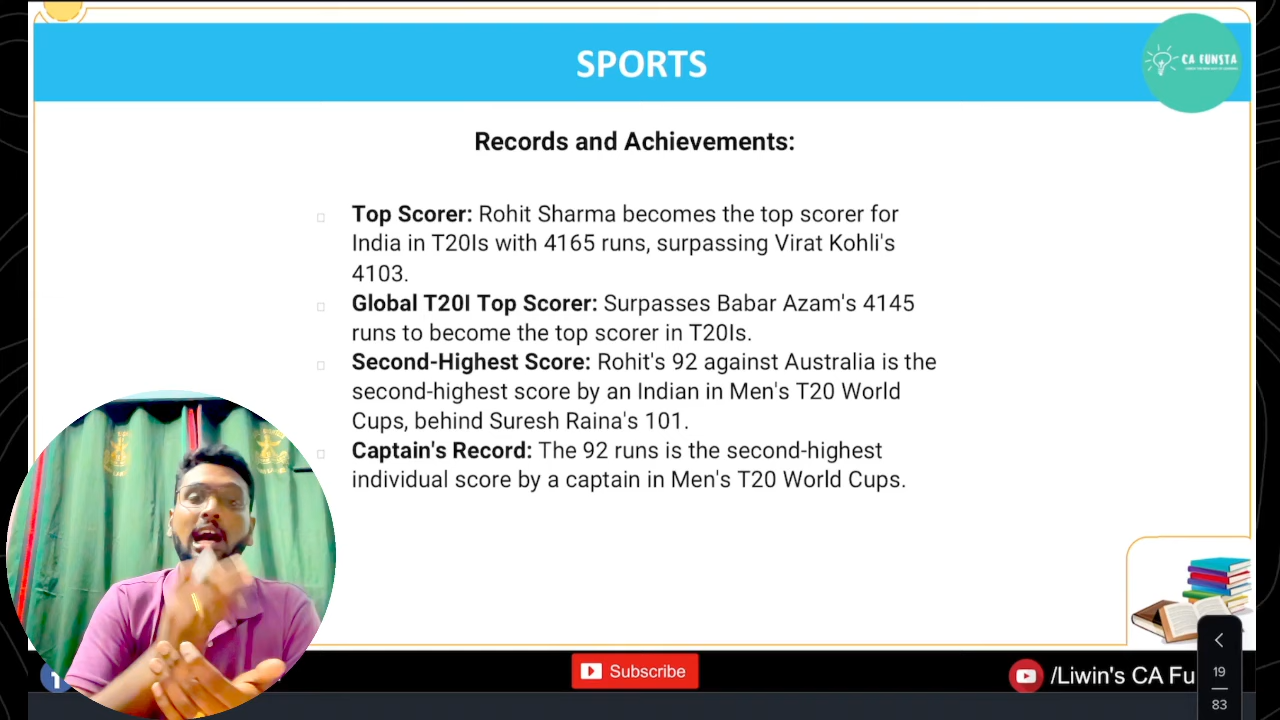 SPORTS
CA FUNSTA
Records and Achievements:
Top Scorer: Rohit Sharma becomes the top scorer for
India in T20Is with 4165 runs, surpassing Virat Kohli's
4103.
Global T20I Top Scorer: Surpasses Babar Azam's 4145
runs to become the top scorer in T20Is.
Second-Highest Score: Rohit's 92 against Australia is the
second-highest score by an Indian in Men's T20 World
Cups, behind Suresh Raina's 101.
Captain's Record: The 92 runs is the second-highest
individual score by a captain in Men's T20 World Cups.
Subscribe
/Liwin's CA Fu
19
83